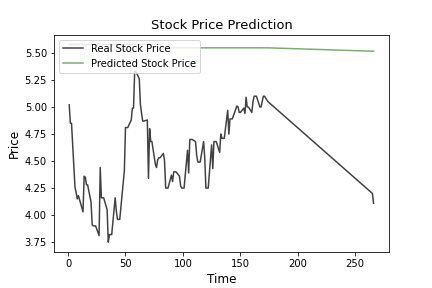 Stock Price Prediction
Real Stock Price
Predicted Stock Price
5.50
5.25
5.00
4.75
4.50
4.25
4.00
3.75
Price
0 50 100 150 200 250
Time